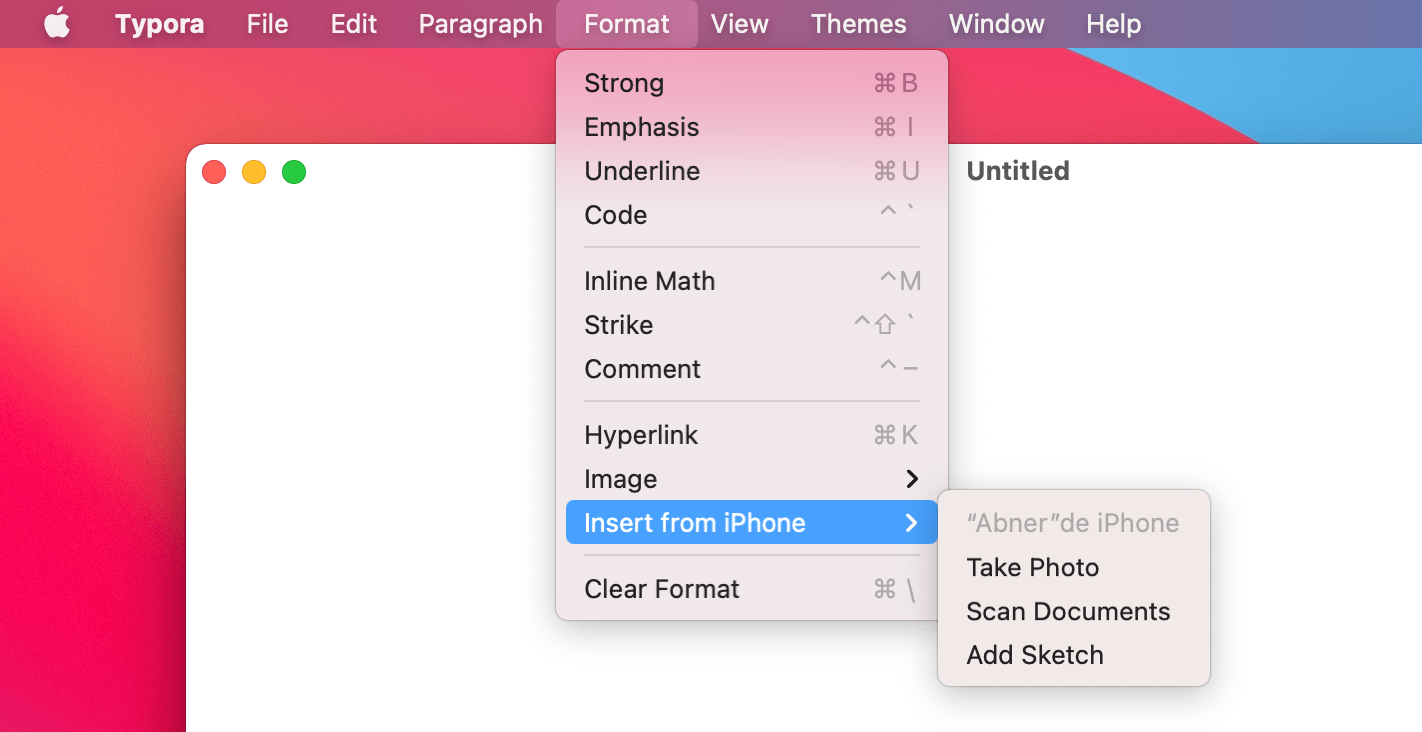 Typora File Edit Paragraph Format View Themes Window Help
Untitled
Strong ⌘ B
Emphasis ⌘ I
Underline ⌘ U
Code ^ `
Inline Math ^ M
Strike ^ ⇧ `
Comment ^ –
Hyperlink ⌘ K
Image
Insert from iPhone
Clear Format ⌘ \
“Abner”de iPhone
Take Photo
Scan Documents
Add Sketch